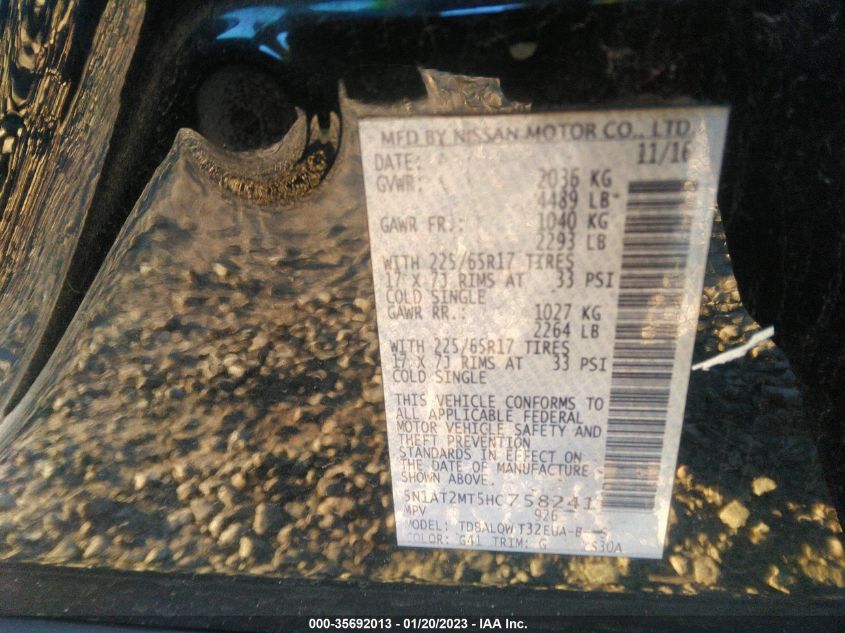 MFD BY NISSAN MOTOR CO., LTD.
DATE: 11/16
GVWR: 2036 KG
4489 LB
GAWR FR.: 1040 KG
2293 LB
WITH 225/65R17 TIRES
17 X 7J RIMS AT 33 PSI
COLD SINGLE
GAWR RR.: 1027 KG
2264 LB
WITH 225/65R17 TIRES
17 X 7J RIMS AT 33 PSI
COLD SINGLE
THIS VEHICLE CONFORMS TO
ALL APPLICABLE FEDERAL
MOTOR VEHICLE SAFETY AND
THEFT PREVENTION
STANDARDS IN EFFECT ON
THE DATE OF MANUFACTURE
SHOWN ABOVE.
5N1AT2MT5HC758241
MPV 926
MODEL:
COLOR: G41 TRIM: G
000-35692013 - 01/20/2023 - IAA Inc.